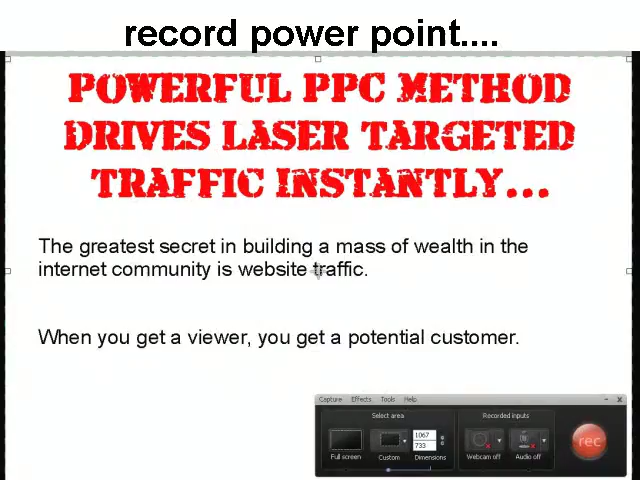 record power point....
POWERFUL PPC METHOD
DRIVES LASER TARGETED
TRAFFIC INSTANTLY...
The greatest secret in building a mass of wealth in the
internet community is website traffic.
When you get a viewer, you get a potential customer.
Capture Effects Tools Help
Select area Recorded inputs
1067
733
rec
Full screen Custom Dimensions Webcam off Audio off